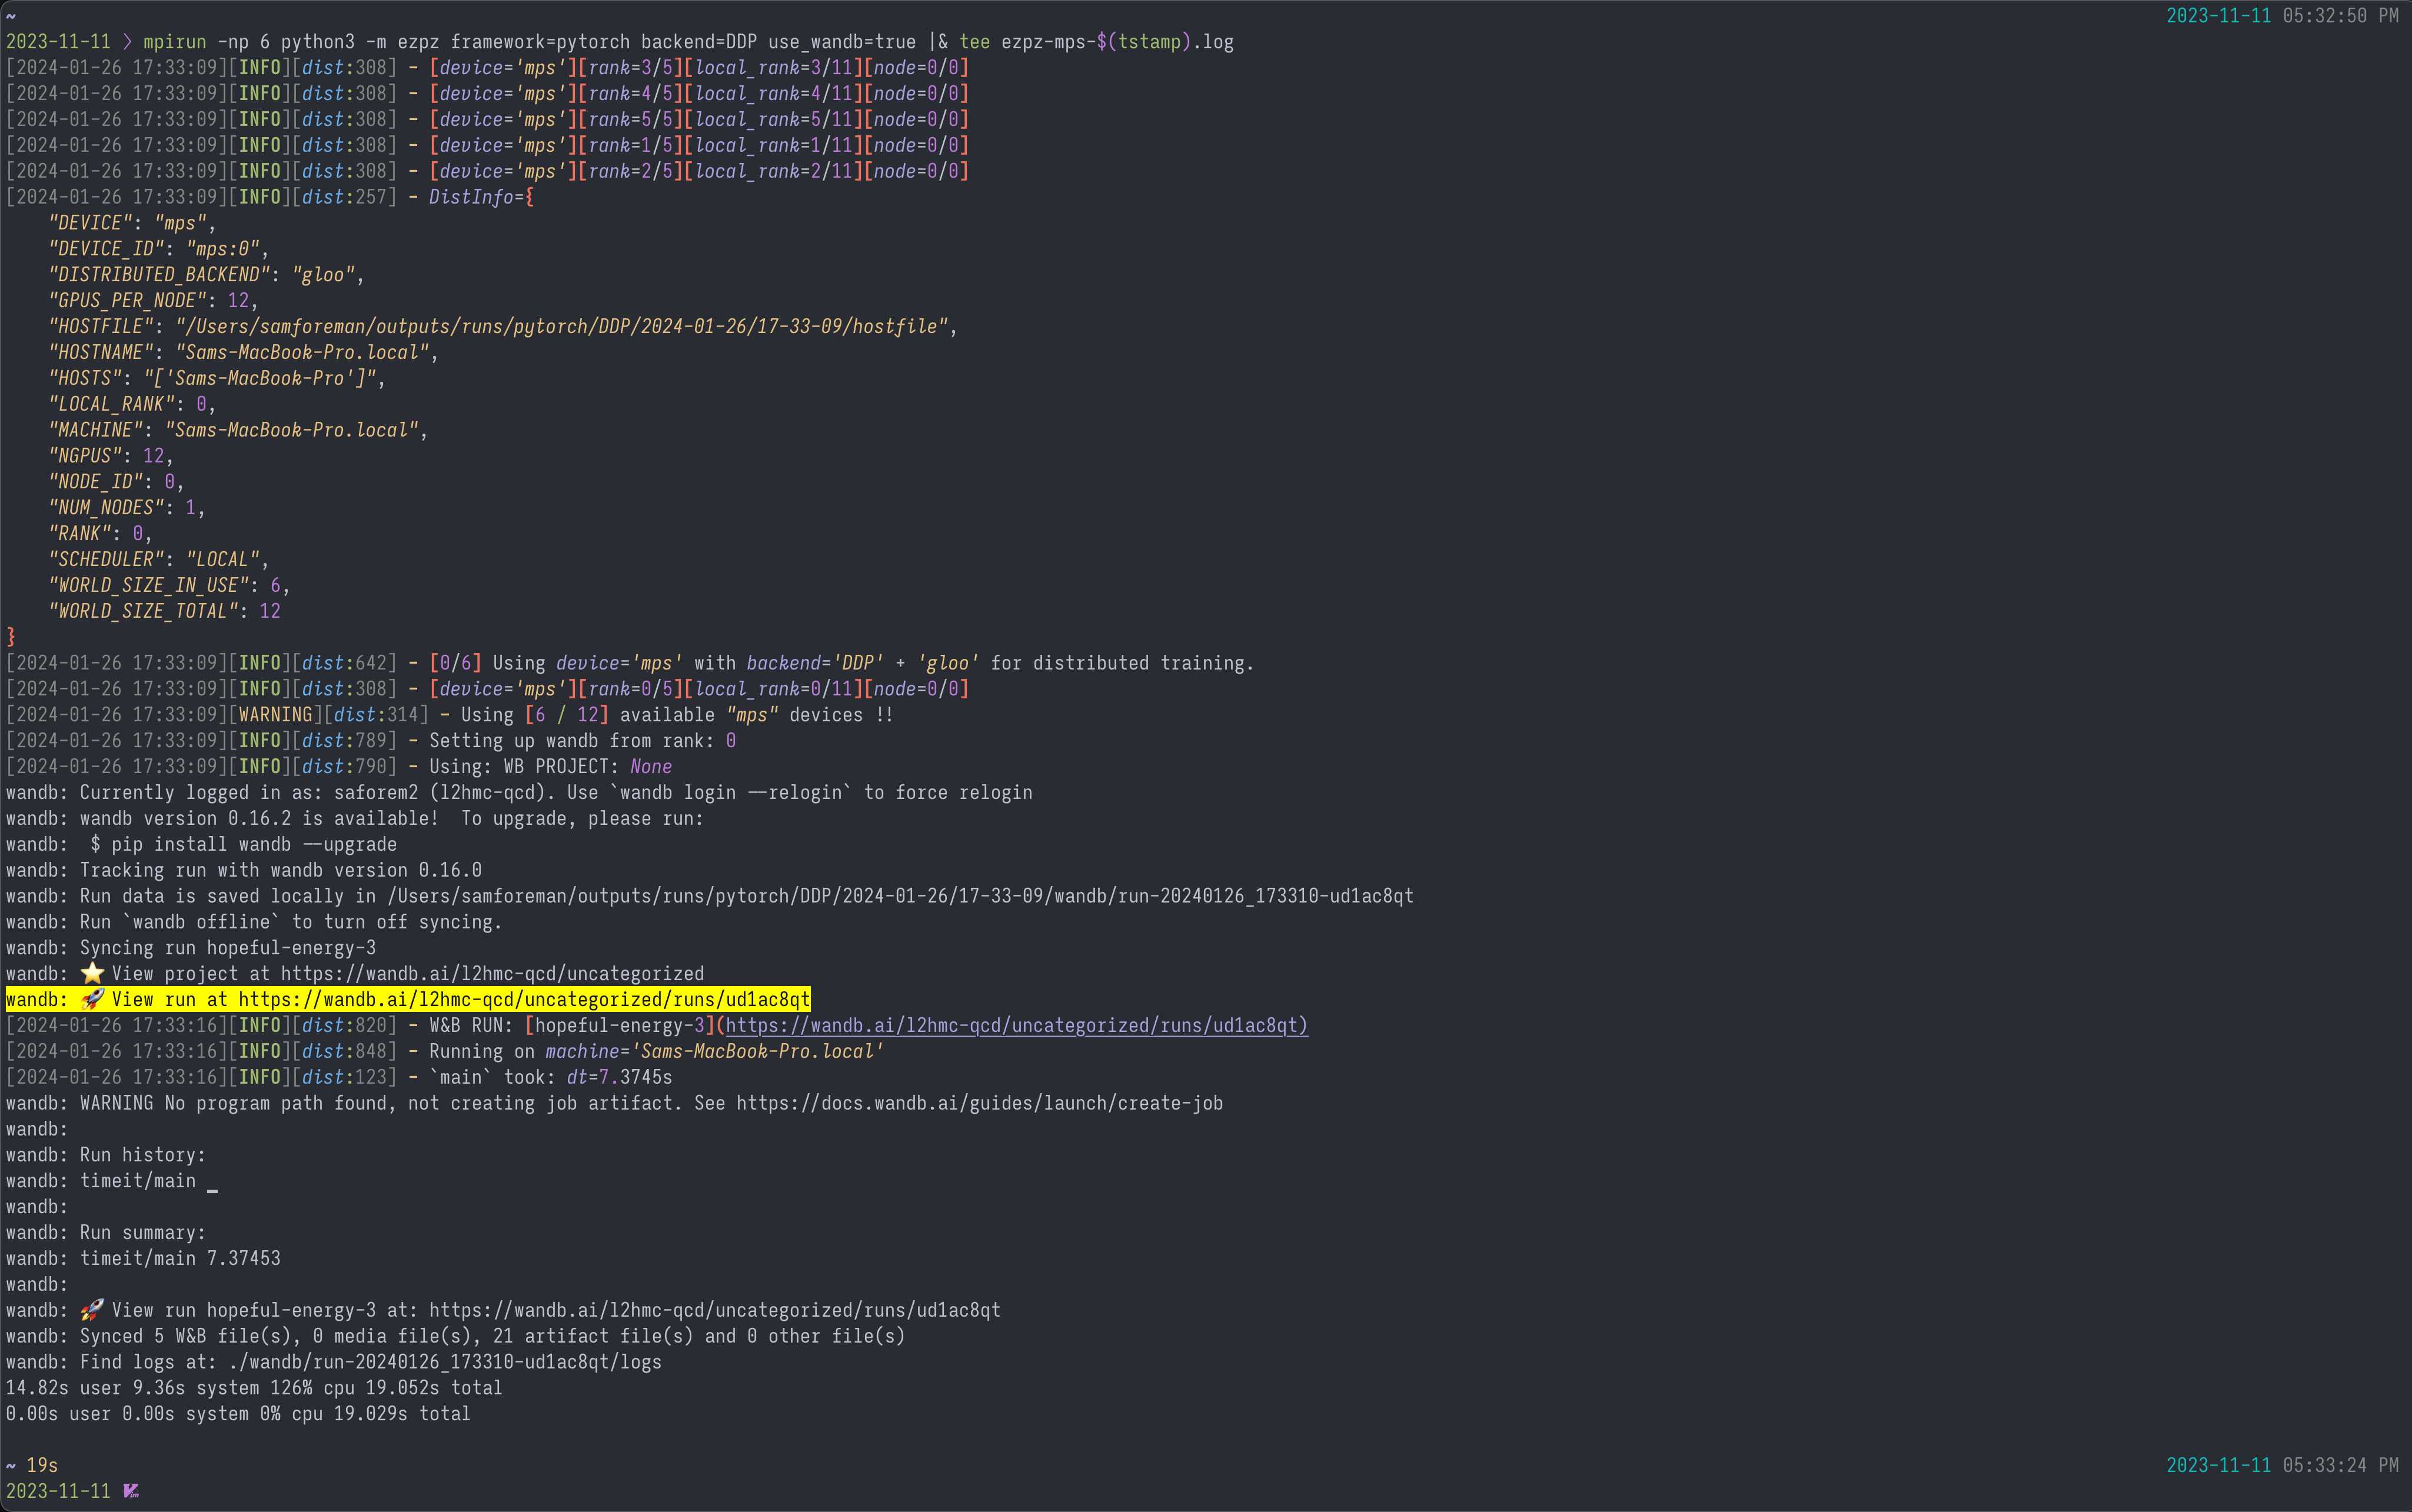 ~ 2023-11-11 05:32:50 PM
2023-11-11 〉 mpirun -np 6 python3 -m ezpz framework=pytorch backend=DDP use_wandb=true |& tee ezpz-mps-$(tstamp).log
[2024-01-26 17:33:09][INFO][dist:308] - [device='mps'][rank=3/5][local_rank=3/11][node=0/0]
[2024-01-26 17:33:09][INFO][dist:308] - [device='mps'][rank=4/5][local_rank=4/11][node=0/0]
[2024-01-26 17:33:09][INFO][dist:308] - [device='mps'][rank=5/5][local_rank=5/11][node=0/0]
[2024-01-26 17:33:09][INFO][dist:308] - [device='mps'][rank=1/5][local_rank=1/11][node=0/0]
[2024-01-26 17:33:09][INFO][dist:308] - [device='mps'][rank=2/5][local_rank=2/11][node=0/0]
[2024-01-26 17:33:09][INFO][dist:257] - DistInfo={
    "DEVICE": "mps",
    "DEVICE_ID": "mps:0",
    "DISTRIBUTED_BACKEND": "gloo",
    "GPUS_PER_NODE": 12,
    "HOSTFILE": "/Users/samforeman/outputs/runs/pytorch/DDP/2024-01-26/17-33-09/hostfile",
    "HOSTNAME": "Sams-MacBook-Pro.local",
    "HOSTS": "['Sams-MacBook-Pro']",
    "LOCAL_RANK": 0,
    "MACHINE": "Sams-MacBook-Pro.local",
    "NGPUS": 12,
    "NODE_ID": 0,
    "NUM_NODES": 1,
    "RANK": 0,
    "SCHEDULER": "LOCAL",
    "WORLD_SIZE_IN_USE": 6,
    "WORLD_SIZE_TOTAL": 12
}
[2024-01-26 17:33:09][INFO][dist:642] - [0/6] Using device='mps' with backend='DDP' + 'gloo' for distributed training.
[2024-01-26 17:33:09][INFO][dist:308] - [device='mps'][rank=0/5][local_rank=0/11][node=0/0]
[2024-01-26 17:33:09][WARNING][dist:314] - Using [6 / 12] available "mps" devices !!
[2024-01-26 17:33:09][INFO][dist:789] - Setting up wandb from rank: 0
[2024-01-26 17:33:09][INFO][dist:790] - Using: WB PROJECT: None
wandb: Currently logged in as: saforem2 (l2hmc-qcd). Use `wandb login --relogin` to force relogin
wandb: wandb version 0.16.2 is available!  To upgrade, please run:
wandb:  $ pip install wandb --upgrade
wandb: Tracking run with wandb version 0.16.0
wandb: Run data is saved locally in /Users/samforeman/outputs/runs/pytorch/DDP/2024-01-26/17-33-09/wandb/run-20240126_173310-ud1ac8qt
wandb: Run `wandb offline` to turn off syncing.
wandb: Syncing run hopeful-energy-3
wandb: ⭐ View project at https://wandb.ai/l2hmc-qcd/uncategorized
wandb: 🚀 View run at https://wandb.ai/l2hmc-qcd/uncategorized/runs/ud1ac8qt
[2024-01-26 17:33:16][INFO][dist:820] - W&B RUN: [hopeful-energy-3](https://wandb.ai/l2hmc-qcd/uncategorized/runs/ud1ac8qt)
[2024-01-26 17:33:16][INFO][dist:848] - Running on machine='Sams-MacBook-Pro.local'
[2024-01-26 17:33:16][INFO][dist:123] - `main` took: dt=7.3745s
wandb: WARNING No program path found, not creating job artifact. See https://docs.wandb.ai/guides/launch/create-job
wandb:
wandb: Run history:
wandb: timeit/main ▁
wandb:
wandb: Run summary:
wandb: timeit/main 7.37453
wandb:
wandb: 🚀 View run hopeful-energy-3 at: https://wandb.ai/l2hmc-qcd/uncategorized/runs/ud1ac8qt
wandb: Synced 5 W&B file(s), 0 media file(s), 21 artifact file(s) and 0 other file(s)
wandb: Find logs at: ./wandb/run-20240126_173310-ud1ac8qt/logs
14.82s user 9.36s system 126% cpu 19.052s total
0.00s user 0.00s system 0% cpu 19.029s total
~ 19s 2023-11-11 05:33:24 PM
2023-11-11